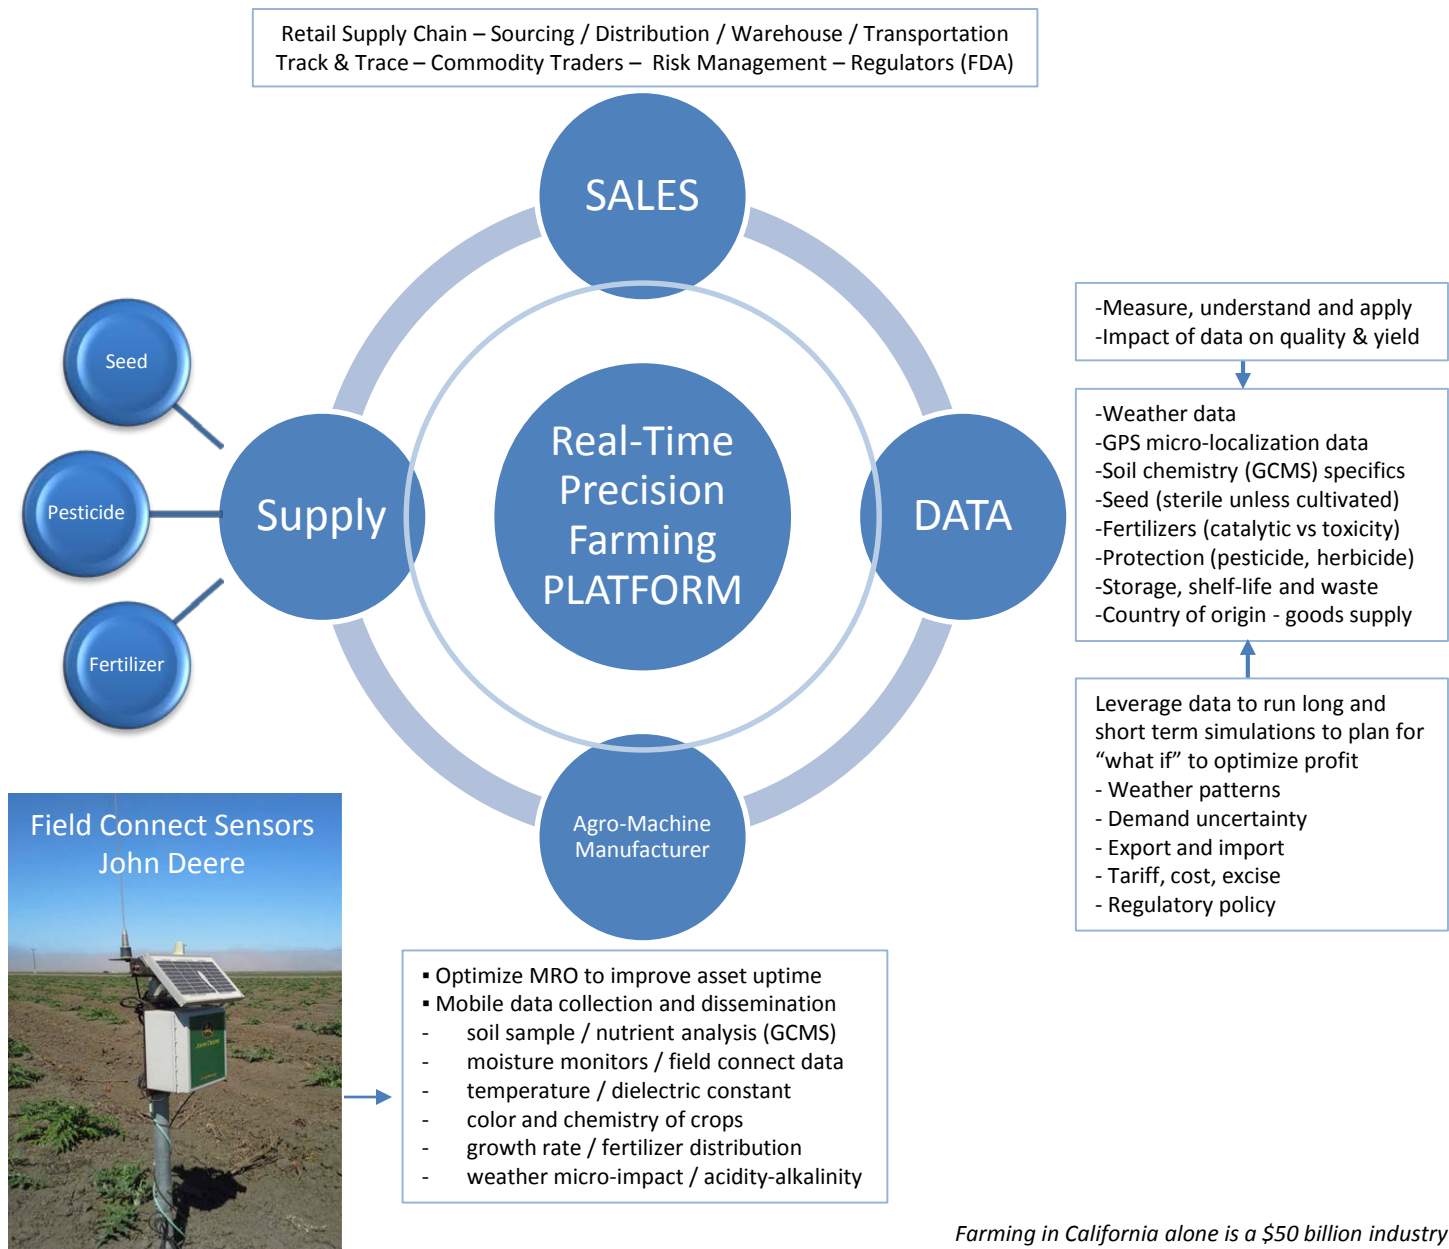 Retail Supply Chain – Sourcing / Distribution / Warehouse / Transportation
Track & Trace – Commodity Traders – Risk Management – Regulators (FDA)
SALES
Seed
Pesticide
Fertilizer
Supply
Real-Time
Precision
Farming
PLATFORM
DATA
-Measure, understand and apply
-Impact of data on quality & yield
-Weather data
-GPS micro-localization data
-Soil chemistry (GCMS) specifics
-Seed (sterile unless cultivated)
-Fertilizers (catalytic vs toxicity)
-Protection (pesticide, herbicide)
-Storage, shelf-life and waste
-Country of origin - goods supply
Leverage data to run long and
short term simulations to plan for
“what if” to optimize profit
- Weather patterns
- Demand uncertainty
- Export and import
- Tariff, cost, excise
- Regulatory policy
Agro-Machine
Manufacturer
Field Connect Sensors
John Deere
JOHN DEERE
▪ Optimize MRO to improve asset uptime
▪ Mobile data collection and dissemination
- soil sample / nutrient analysis (GCMS)
- moisture monitors / field connect data
- temperature / dielectric constant
- color and chemistry of crops
- growth rate / fertilizer distribution
- weather micro-impact / acidity-alkalinity
Farming in California alone is a $50 billion industry